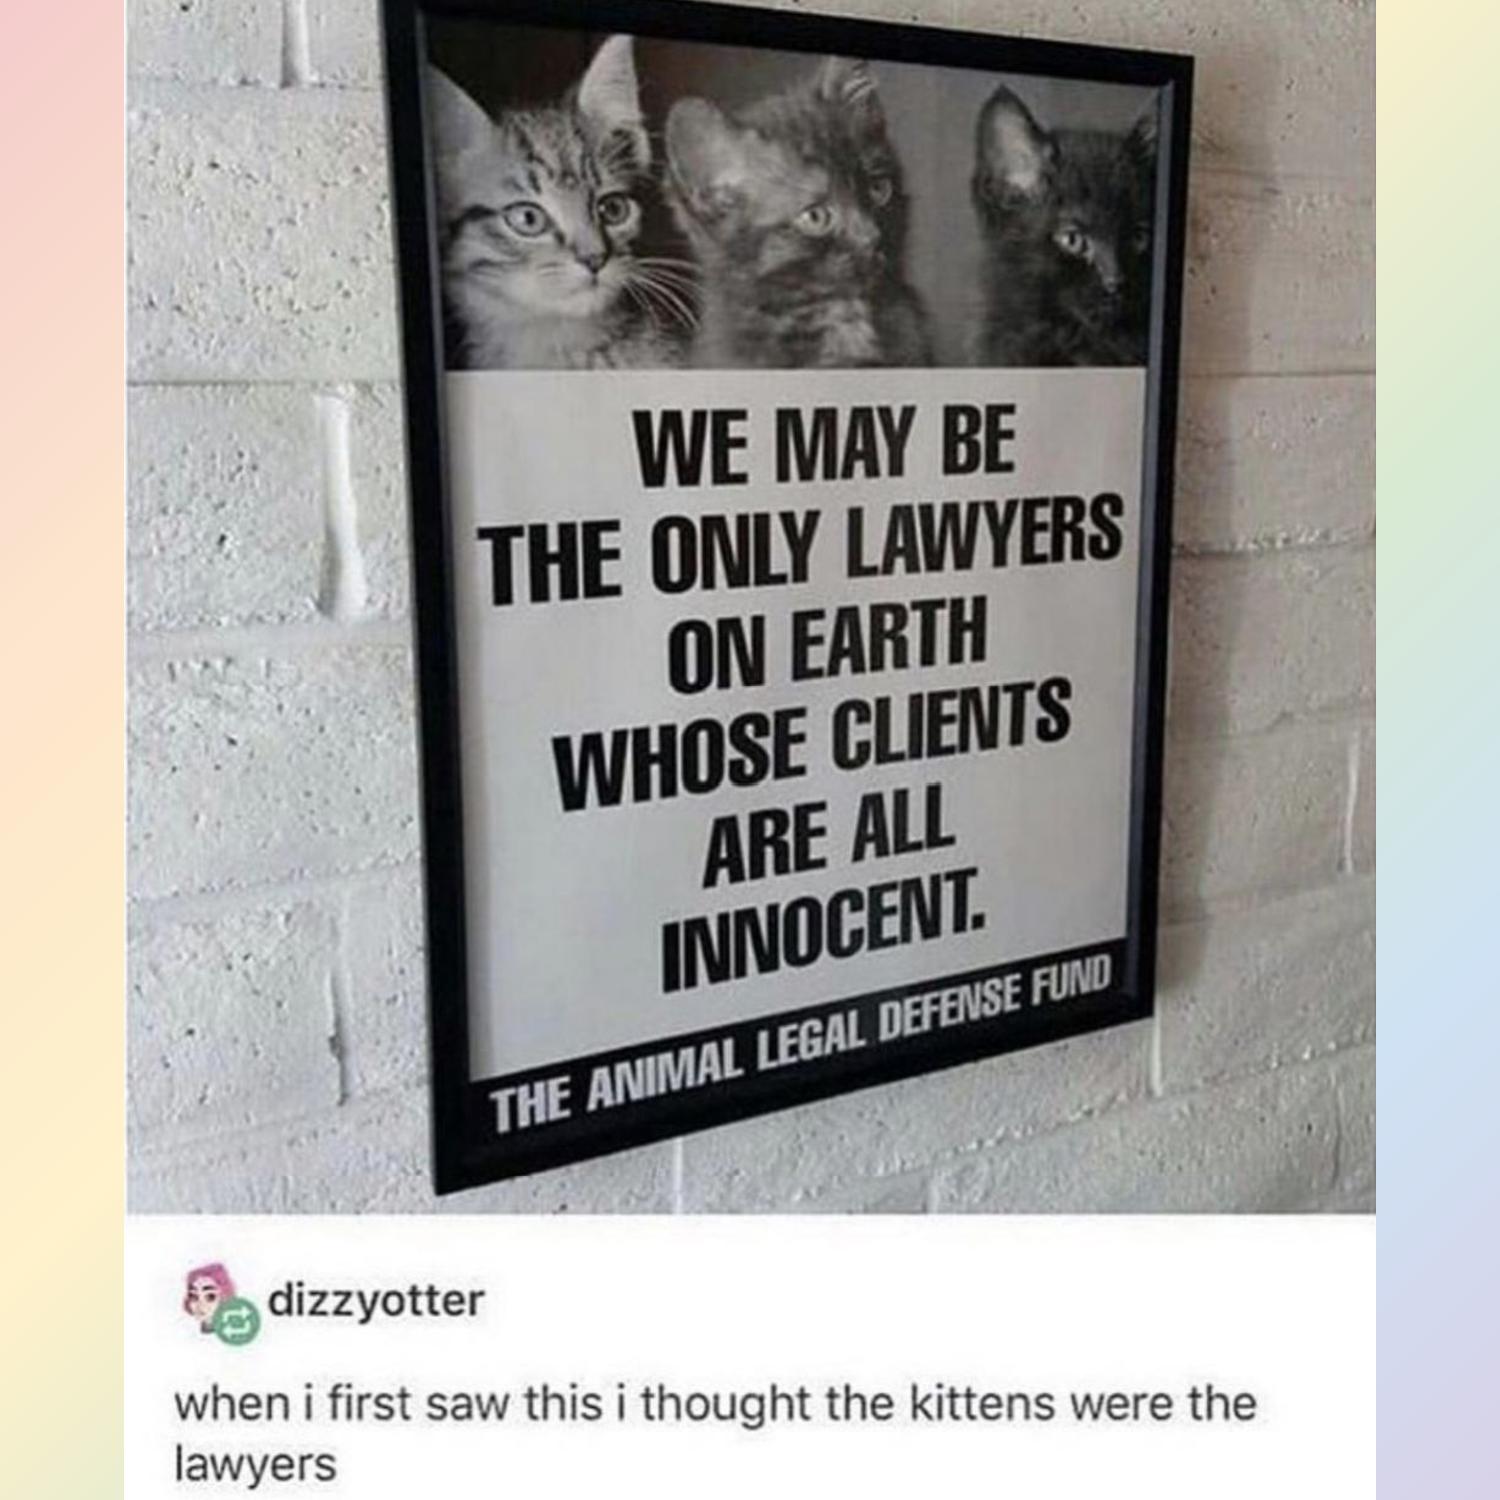 WE MAY BE
THE ONLY LAWYERS
ON EARTH
WHOSE CLIENTS
ARE ALL
INNOCENT.
THE ANIMAL LEGAL DEFENSE FUND
dizzyotter
when i first saw this i thought the kittens were the
lawyers